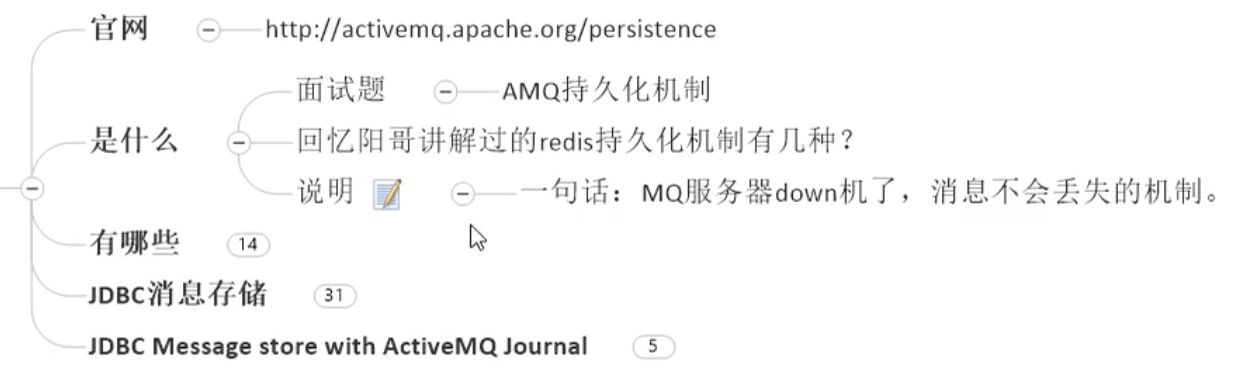 官网 http://activemq.apache.org/persistence
面试题 AMQ持久化机制
是什么 回忆阳哥讲解过的redis持久化机制有几种？
说明 一句话：MQ服务器down机了，消息不会丢失的机制。
有哪些 14
JDBC消息存储 31
JDBC Message store with ActiveMQ Journal 5